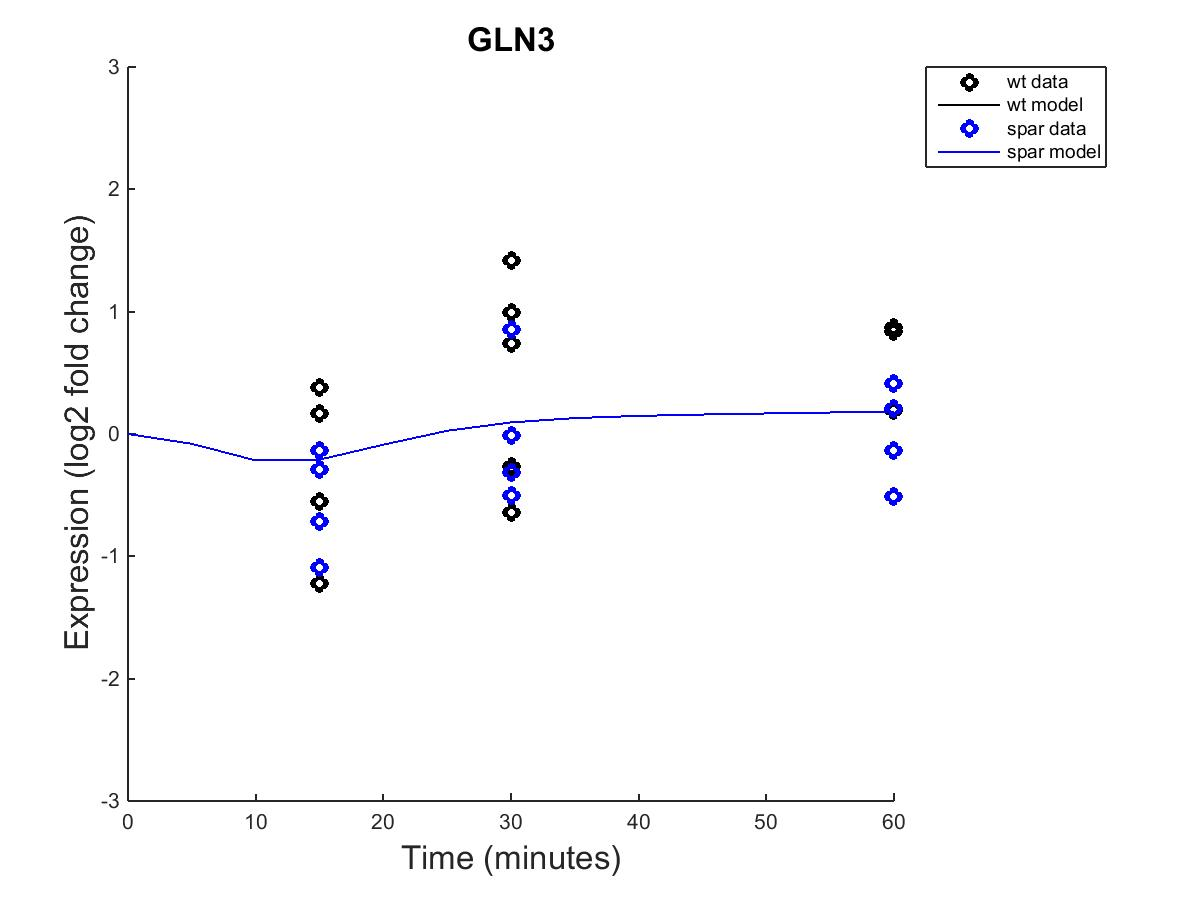 GLN3
wt data
wt model
spar data
spar model
3
2
1
0
-1
-2
-3
Expression (log2 fold change)
0 10 20 30 40 50 60
Time (minutes)